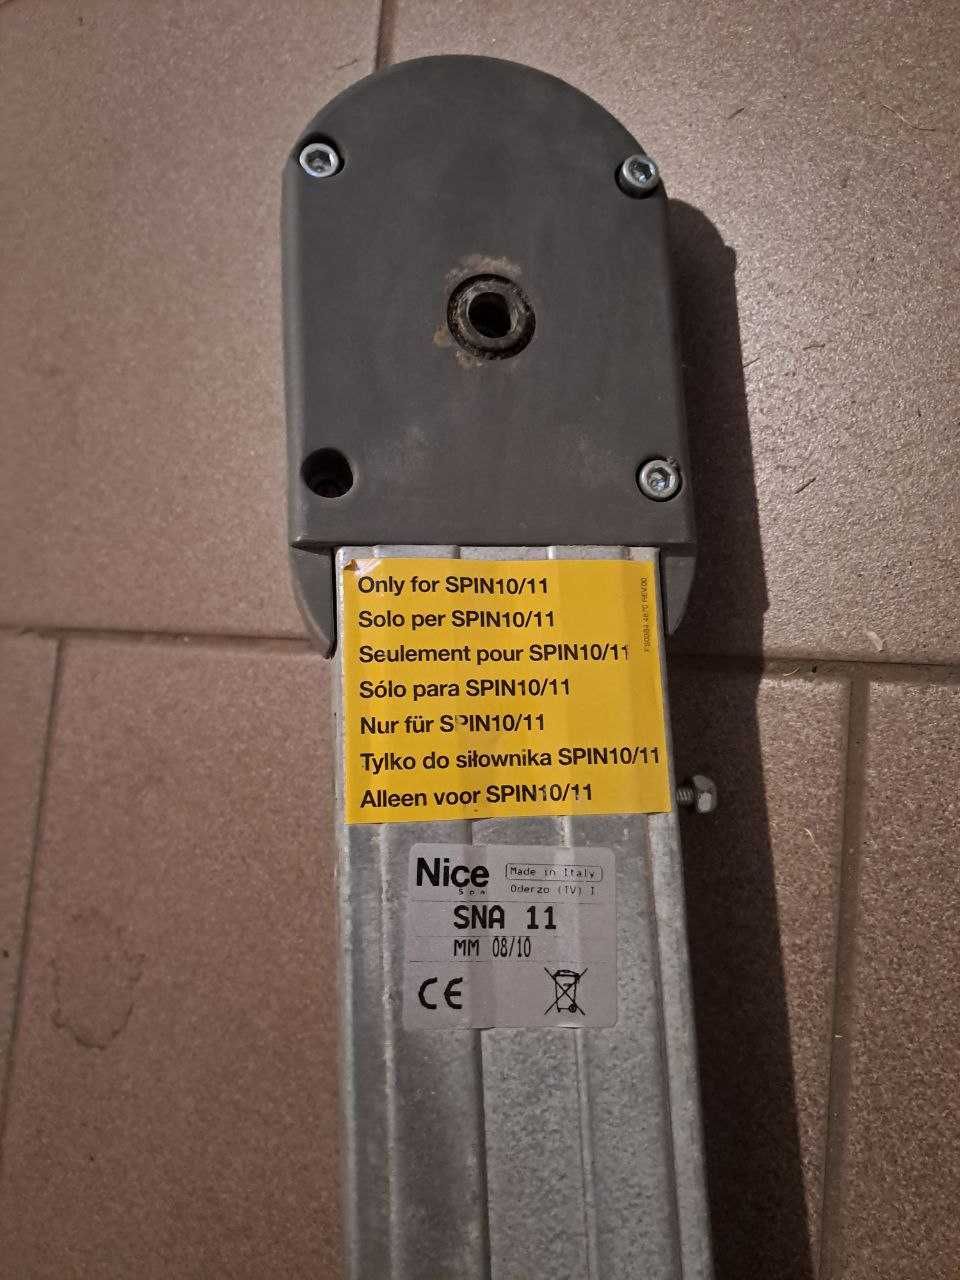 Only for SPIN10/11
Solo per SPIN10/11
Seulement pour SPIN10/11
Sólo para SPIN10/11
Nur für SPIN10/11
Tylko do siłownika SPIN10/11
Alleen voor SPIN10/11
Nice
SpA
Made in Italy
Oderzo (TV) I
SNA 11
MM 08/10
CE